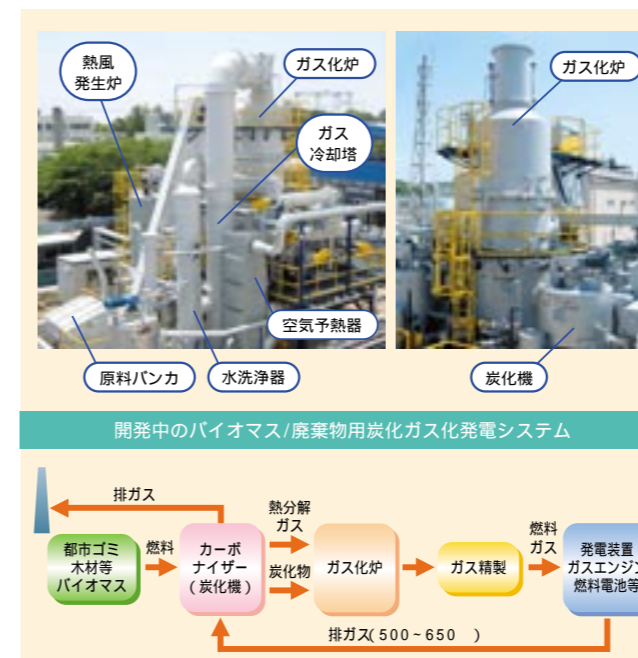 熱風
発生炉
ガス化炉
ガス
冷却塔
空気予熱器
原料バンカ
水洗浄器
ガス化炉
炭化機
開発中のバイオマス/廃棄物用炭化ガス化発電システム
排ガス
都市ゴミ
木材等
バイオマス
燃料
カーボ
ナイザー
(炭化機)
熱分解
ガス
炭化物
ガス化炉
ガス精製
燃料
ガス
発電装置
ガスエンジン
燃料電池等
排ガス(500~650 )